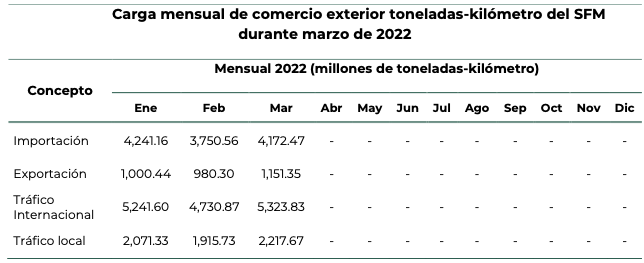 Carga mensual de comercio exterior toneladas-kilómetro del SFM
durante marzo de 2022
Mensual 2022 (millones de toneladas-kilómetro)
Concepto
Ene Feb Mar Abr May Jun Jul Ago Sep Oct Nov Dic
Importación 4,241.16 3,750.56 4,172.47 - - - - - - - - -
Exportación 1,000.44 980.30 1,151.35 - - - - - - - - -
Tráfico
Internacional 5,241.60 4,730.87 5,323.83 - - - - - - - - -
Tráfico local 2,071.33 1,915.73 2,217.67 - - - - - - - - -